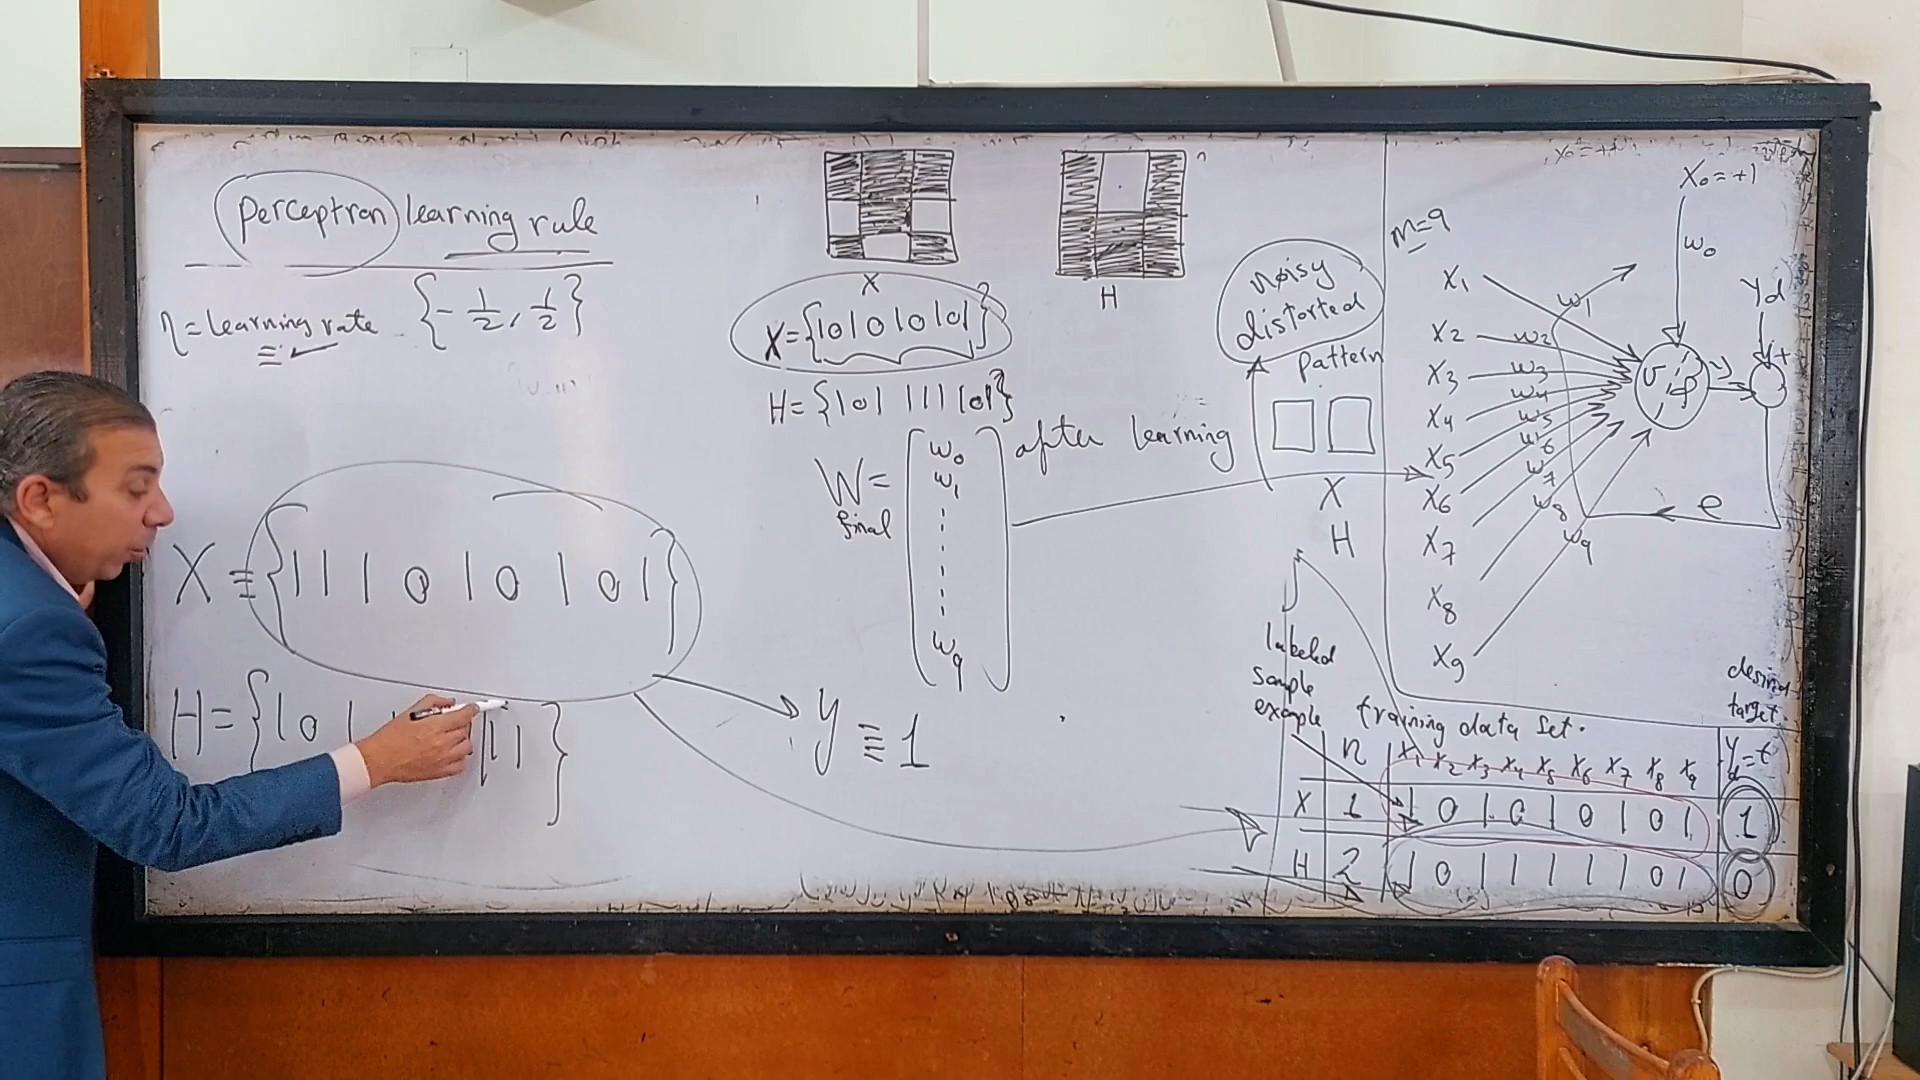 perceptron learning rule
η = learning rate {-1/2, 1/2}
X ≡ {1 1 1 0 1 0 1 0 1}
H = {1 0 1
1 1}
y ≡ 1
X
X = {1 0 1 0 1 0 1 0 1}
H
H = {1 0 1 1 1 1 1 0 1}
W final =
w0
w1
w9
after learning
noisy
distorted
pattern
X
H
m=9
x0=+1
w0
yd
+
x1
x2
x3
x4
x5
x6
x7
x8
x9
w1
w2
w3
w4
w5
w6
w7
w8
w9
v
φ
y
e
labeled
sample
example
training data set.
desired
target
n x1 x2 x3 x4 x5 x6 x7 x8 x9 yd=t
X 1 1 0 1 0 1 0 1 0 1 1
H 2 1 0 1 1 1 1 1 0 1 0